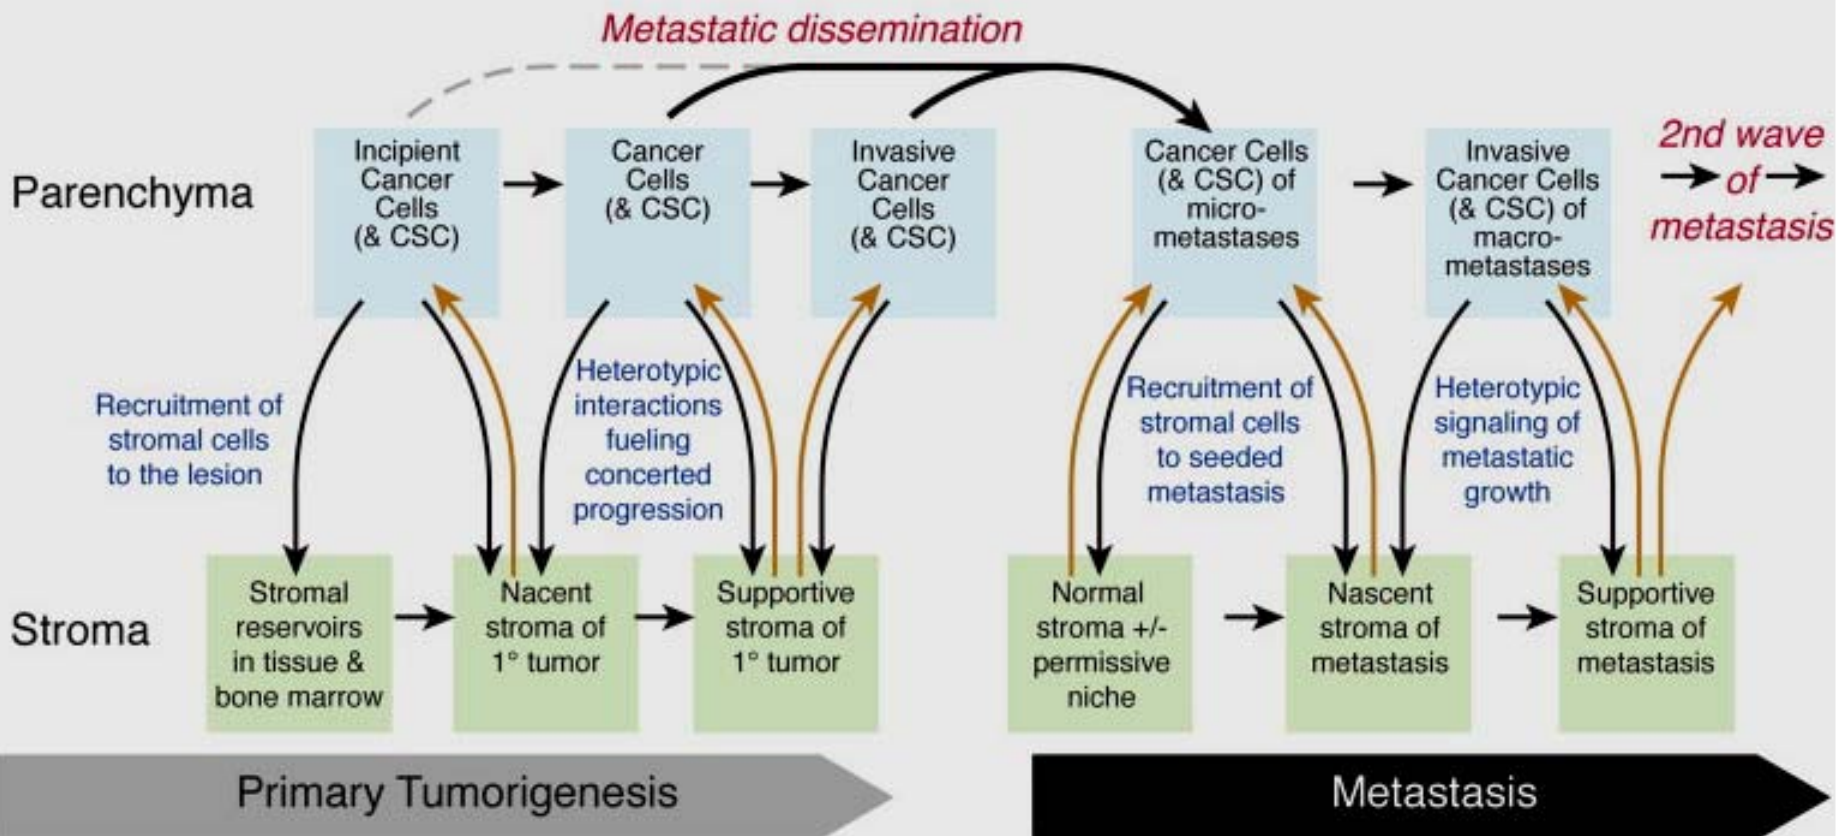 Metastatic dissemination
Parenchyma
Incipient
Cancer
Cells
(& CSC)
Cancer
Cells
(& CSC)
Invasive
Cancer
Cells
(& CSC)
Cancer Cells
(& CSC) of
micro-
metastases
Invasive
Cancer Cells
(& CSC) of
macro-
metastases
2nd wave
of
metastasis
Recruitment of
stromal cells
to the lesion
Heterotypic
interactions
fueling
concerted
progression
Recruitment of
stromal cells
to seeded
metastasis
Heterotypic
signaling of
metastatic
growth
Stroma
Stromal
reservoirs
in tissue &
bone marrow
Nacent
stroma of
1° tumor
Supportive
stroma of
1° tumor
Normal
stroma +/-
permissive
niche
Nascent
stroma of
metastasis
Supportive
stroma of
metastasis
Primary Tumorigenesis
Metastasis